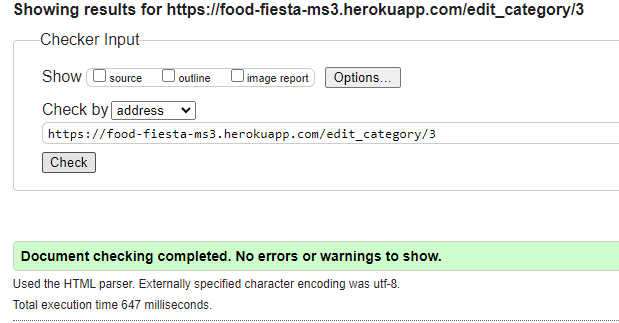 Showing results for https://food-fiesta-ms3.herokuapp.com/edit_category/3
Checker Input
Show source outline image report Options...
Check by address
https://food-fiesta-ms3.herokuapp.com/edit_category/3
Check
Document checking completed. No errors or warnings to show.
Used the HTML parser. Externally specified character encoding was utf-8.
Total execution time 647 milliseconds.